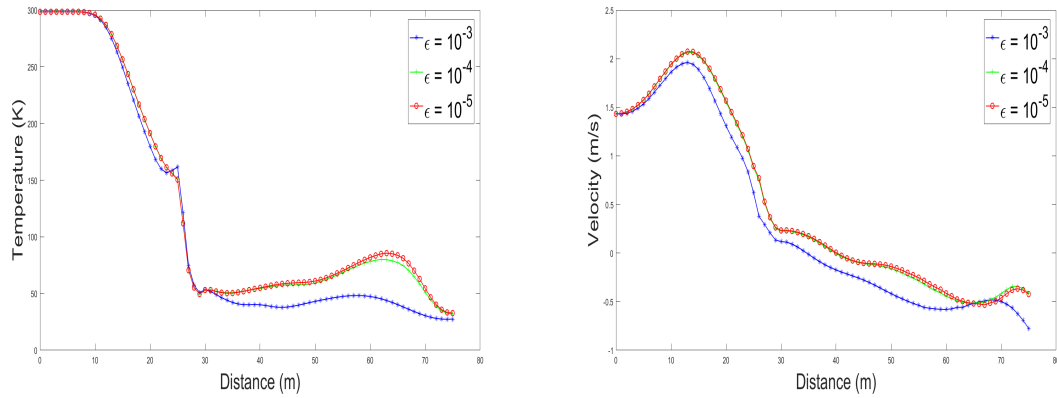 300
250
200
150
100
50
0
Temperature (K)
0 10 20 30 40 50 60 70 80
Distance (m)
ϵ = 10^-3
ϵ = 10^-4
ϵ = 10^-5
2.5
2
1.5
1
0.5
0
-0.5
-1
Velocity (m/s)
0 10 20 30 40 50 60 70 80
Distance (m)
ϵ = 10^-3
ϵ = 10^-4
ϵ = 10^-5